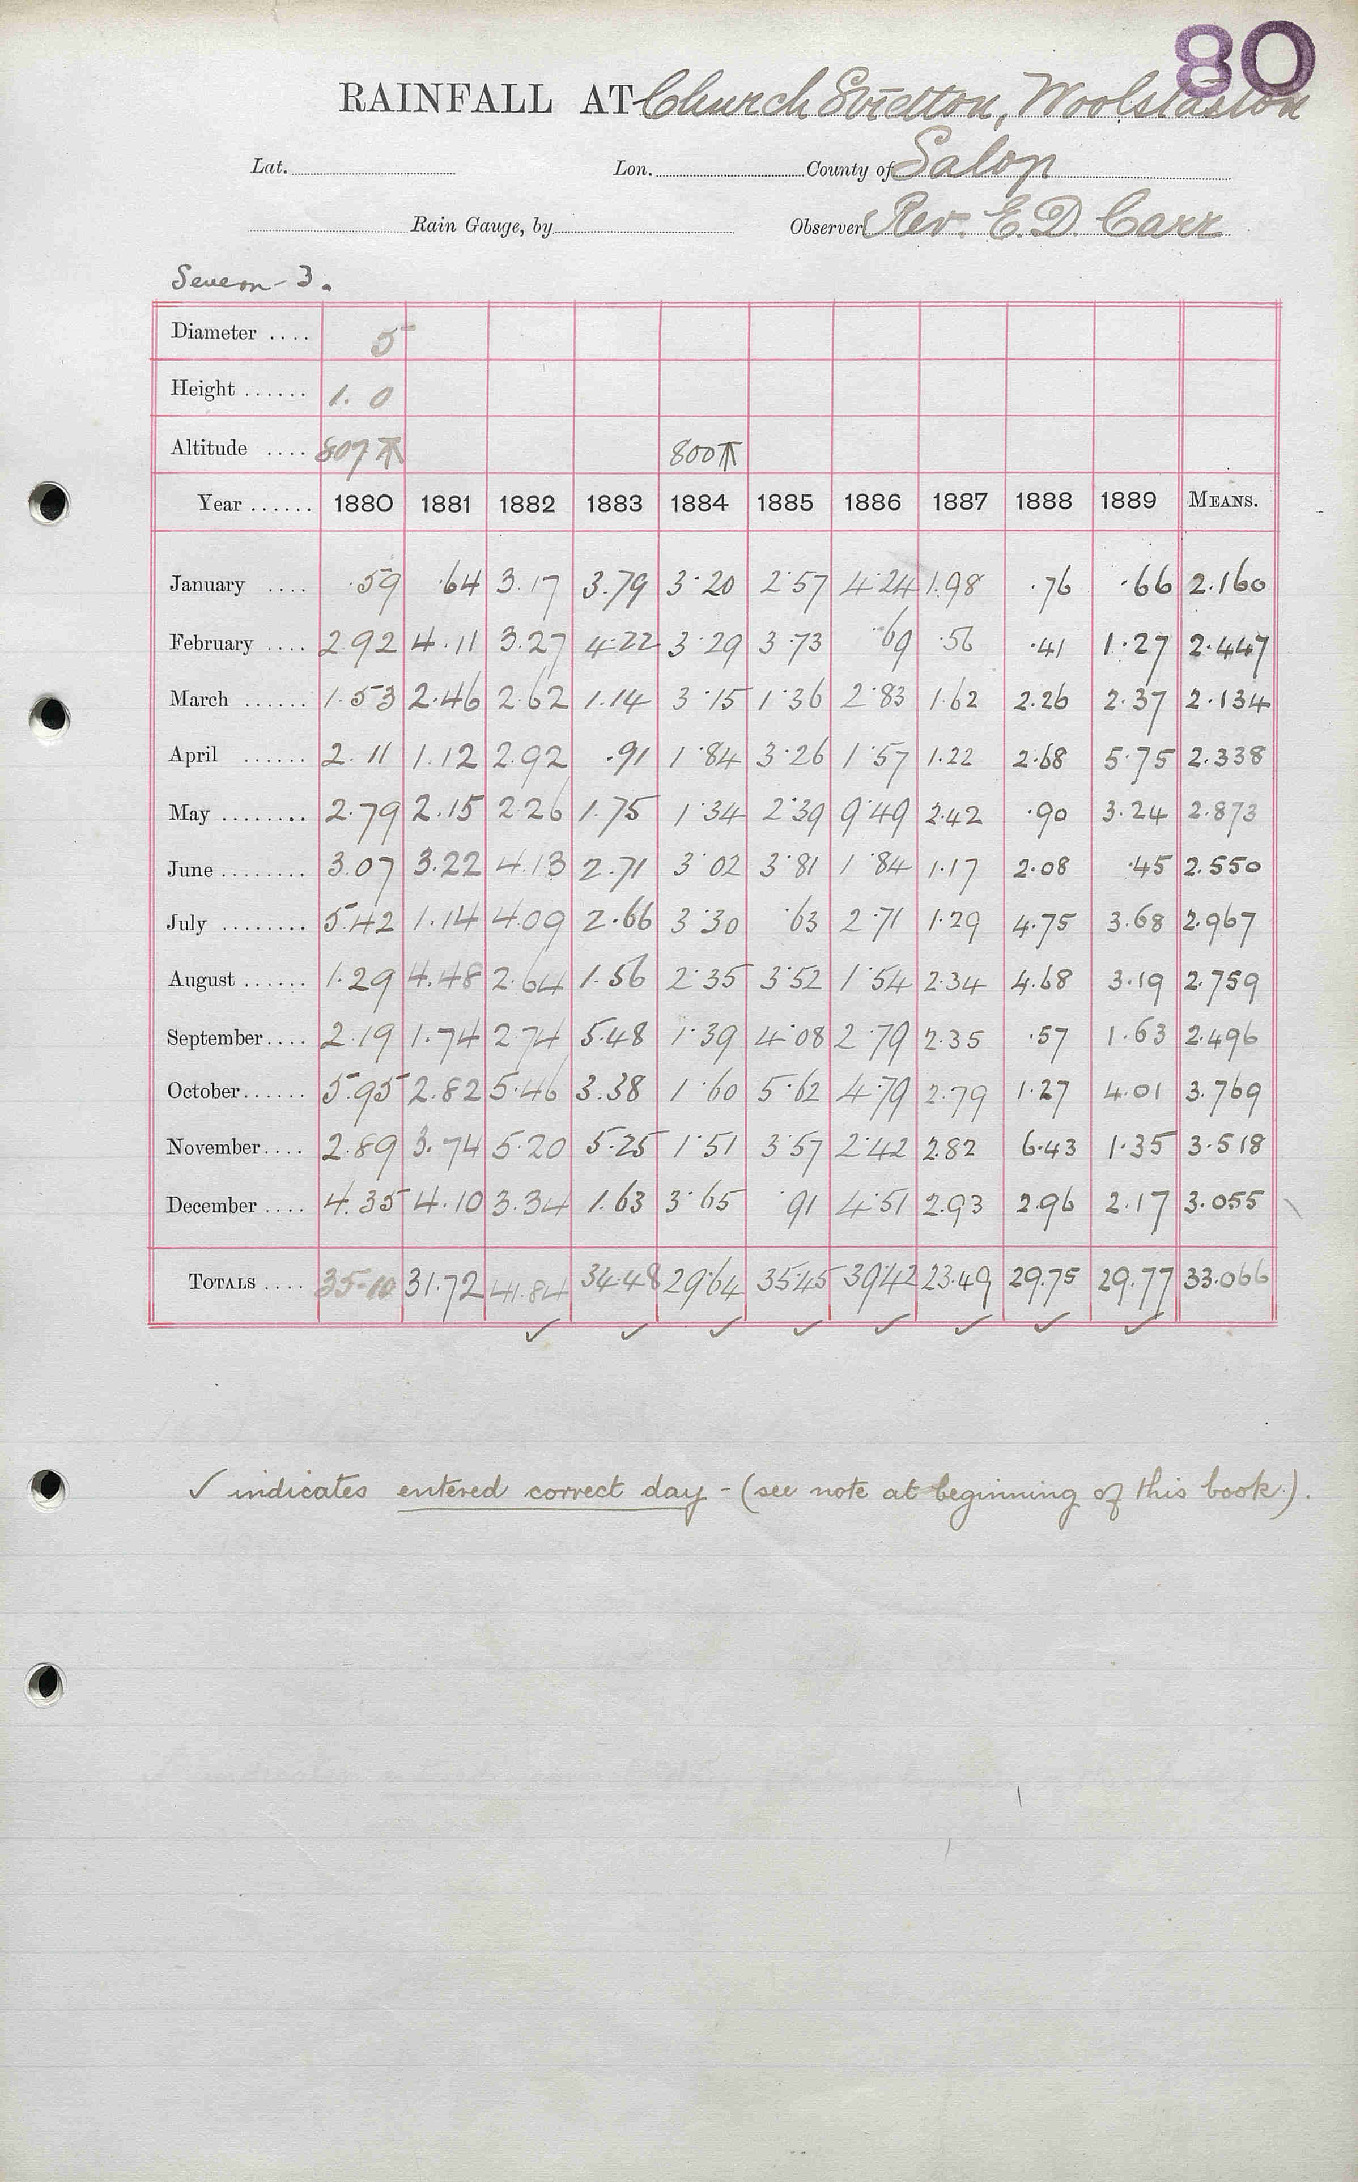 80
RAINFALL AT Church Stretton, Woolstaston
Lat. Lon. County of Salop
Rain Gauge, by Observer Rev. E. D. Carr
Severn - 3.
Diameter .... 5
Height ...... 1. 0
Altitude .... 807 800
Year ...... 1880 1881 1882 1883 1884 1885 1886 1887 1888 1889 MEANS.
January .... .59 .64 3.17 3.79 3.20 2.57 4.24 1.98 .76 .66 2.160
February .... 2.92 4.11 3.27 4.22 3.29 3.73 .69 .56 .41 1.27 2.447
March ...... 1.53 2.46 2.62 1.14 3.15 1.36 2.83 1.62 2.26 2.37 2.134
April ...... 2.11 1.12 2.92 .91 1.84 3.26 1.57 1.22 2.68 5.75 2.338
May ........ 2.79 2.15 2.26 1.75 1.34 2.39 9.49 2.42 .90 3.24 2.873
June ........ 3.07 3.22 4.13 2.71 3.02 3.81 1.84 1.17 2.08 .45 2.550
July ........ 5.42 1.14 4.09 2.66 3.30 .63 2.71 1.29 4.75 3.68 2.967
August ...... 1.29 4.48 2.64 1.56 2.35 3.52 1.54 2.34 4.68 3.19 2.759
September .... 2.19 1.74 2.74 5.48 1.39 4.08 2.79 2.35 .57 1.63 2.496
October ...... 5.95 2.82 5.46 3.38 1.60 5.62 4.79 2.79 1.27 4.01 3.769
November .... 2.89 3.74 5.20 5.25 1.51 3.57 2.42 2.82 6.43 1.35 3.518
December .... 4.35 4.10 3.34 1.63 3.65 .91 4.51 2.93 2.96 2.17 3.055
TOTALS .... 35.10 31.72 41.84 34.48 29.64 35.45 39.42 23.49 29.75 29.77 33.066
✓ ✓ ✓ ✓ ✓ ✓ ✓ ✓
✓ indicates entered correct day - (see note at beginning of this book).